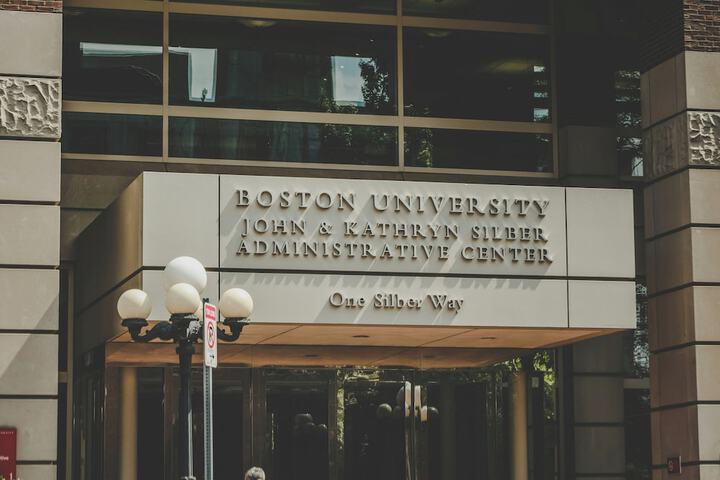 BOSTON UNIVERSITY
JOHN & KATHRYN SILBER
ADMINISTRATIVE CENTER
One Silber Way